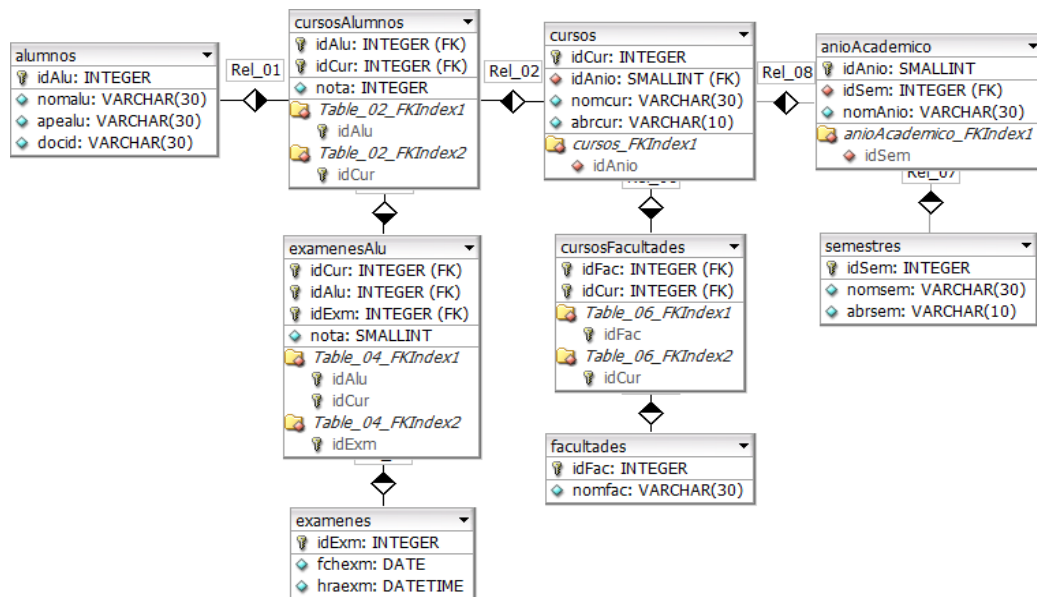 alumnos
idAlu: INTEGER
nomalu: VARCHAR(30)
apealu: VARCHAR(30)
docid: VARCHAR(30)
Rel_01
cursosAlumnos
idAlu: INTEGER (FK)
idCur: INTEGER (FK)
nota: INTEGER
Table_02_FKIndex1
idAlu
Table_02_FKIndex2
idCur
Rel_02
cursos
idCur: INTEGER
idAnio: SMALLINT (FK)
nomcur: VARCHAR(30)
abrcur: VARCHAR(10)
cursos_FKIndex1
idAnio
Rel_08
anioAcademico
idAnio: SMALLINT
idSem: INTEGER (FK)
nomAnio: VARCHAR(30)
anioAcademico_FKIndex1
idSem
Rel_07
examenesAlu
idCur: INTEGER (FK)
idAlu: INTEGER (FK)
idExm: INTEGER (FK)
nota: SMALLINT
Table_04_FKIndex1
idAlu
idCur
Table_04_FKIndex2
idExm
cursosFacultades
idFac: INTEGER (FK)
idCur: INTEGER (FK)
Table_06_FKIndex1
idFac
Table_06_FKIndex2
idCur
semestres
idSem: INTEGER
nomsem: VARCHAR(30)
abrsem: VARCHAR(10)
facultades
idFac: INTEGER
nomfac: VARCHAR(30)
examenes
idExm: INTEGER
fchexm: DATE
hraexm: DATETIME